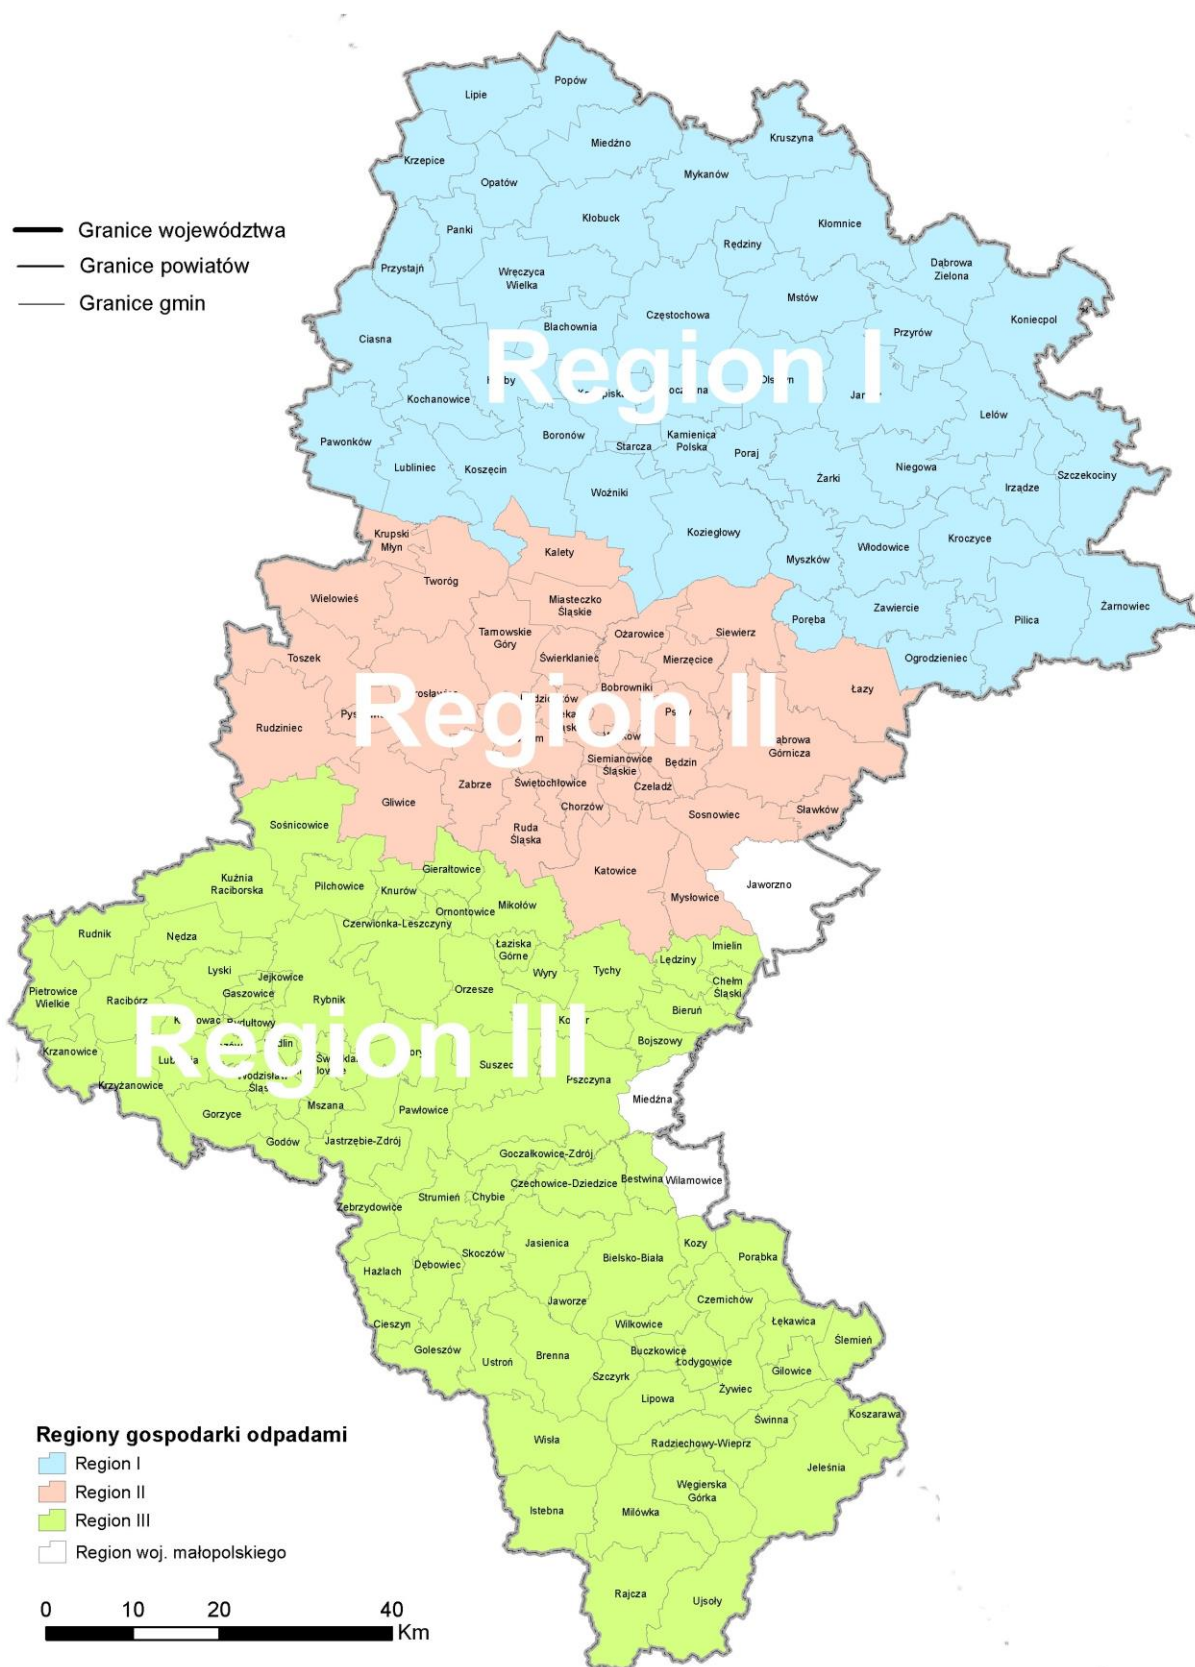 Lipie
Popów
Kruszyna
Miedźno
Krzepice
Mykanów
Opatów
Kłobuck
Kłomnice
Panki
Granice województwa
Rędziny
Granice powiatów
Przystajń
Wręczyca
Wielka
Dąbrowa
Zielona
Mstów
Granice gmin
Częstochowa
Koniecpol
Blachownia
Przyrów
Ciasna
Region I
Kochanowice
Lelów
Boronów
Starcza
Kamienica
Polska
Pawonków
Poraj
Lubliniec
Koszęcin
Niegowa
Żarki
Szczekociny
Irządze
Woźniki
Koziegłowy
Kroczyce
Krupski
Młyn
Kalety
Włodowice
Myszków
Tworóg
Wielowieś
Miasteczko
Śląskie
Zawiercie
Żarnowiec
Poręba
Pilica
Tarnowskie
Góry
Ożarowice
Siewierz
Toszek
Świerklaniec
Mierzęcice
Ogrodzieniec
Bobrowniki
Łazy
Region II
Rudziniec
Siemianowice
Śląskie
Będzin
Górnicza
Zabrze
Świętochłowice
Czeladź
Gliwice
Chorzów
Sosnowiec
Sławków
Sośnicowice
Ruda
Śląska
Gierałtowice
Katowice
Kuźnia
Raciborska
Pilchowice
Knurów
Jaworzno
Mysłowice
Mikołów
Ornontowice
Czerwionka-Leszczyny
Rudnik
Nędza
Łaziska
Górne
Imielin
Lędziny
Lyski
Jejkowice
Wyry
Tychy
Chełm
Śląski
Pietrowice
Wielkie
Gaszowice
Orzesze
Racibórz
Rybnik
Bieruń
Region III
Krzanowice
Bojszowy
Suszec
Krzyżanowice
Pszczyna
Miedźna
Mszana
Pawłowice
Gorzyce
Godów
Jastrzębie-Zdrój
Goczałkowice-Zdrój
Bestwina
Wilamowice
Czechowice-Dziedzice
Strumień
Chybie
Zebrzydowice
Jasienica
Kozy
Skoczów
Bielsko-Biała
Porąbka
Hażlach
Dębowiec
Jaworze
Czernichów
Cieszyn
Wilkowice
Łękawica
Ślemień
Goleszów
Brenna
Buczkowice
Łodygowice
Ustroń
Szczyrk
Gilowice
Żywiec
Lipowa
Koszarawa
Świnna
Regiony gospodarki odpadami
Wisła
Radziechowy-Wieprz
Region I
Jeleśnia
Region II
Węgierska
Górka
Istebna
Milówka
Region III
Region woj. małopolskiego
Rajcza
Ujsoły
0 10 20 40
Km